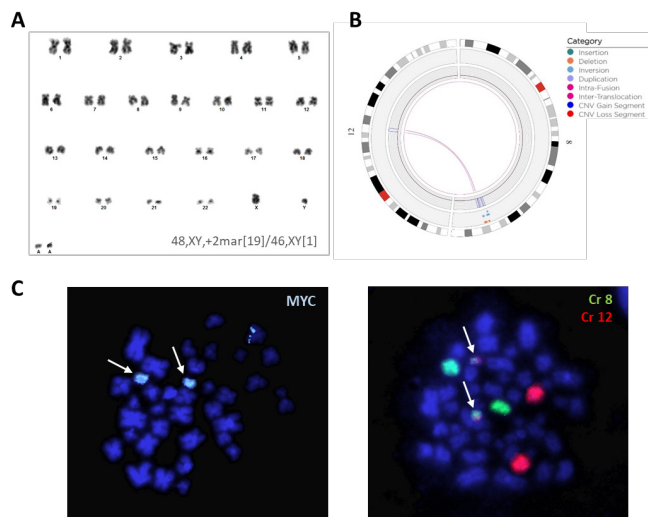 A
1 2 3 4 5
6 7 8 9 10 11 12
13 14 15 16 17 18
19 20 21 22 X Y
A A
48,XY,+2mar[19]/46,XY[1]
B
12
8
Category
Insertion
Deletion
Inversion
Duplication
Intra-Fusion
Inter-Translocation
CNV Gain Segment
CNV Loss Segment
C
MYC
Cr 8
Cr 12